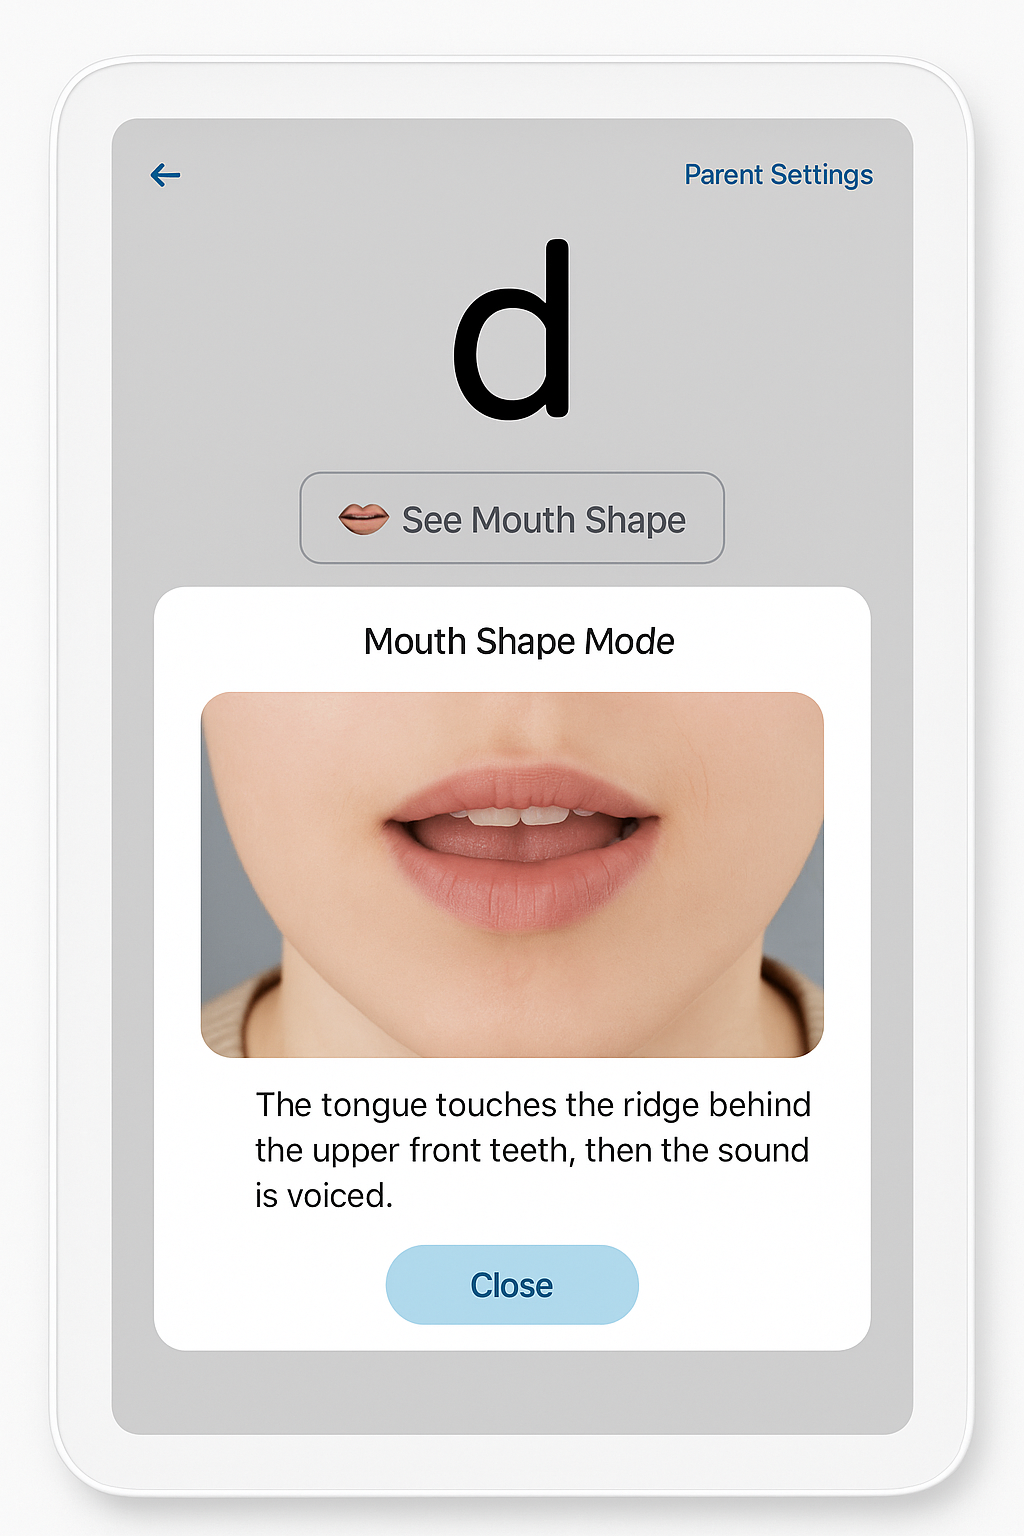 Parent Settings
d
See Mouth Shape
Mouth Shape Mode
The tongue touches the ridge behind
the upper front teeth, then the sound
is voiced.
Close